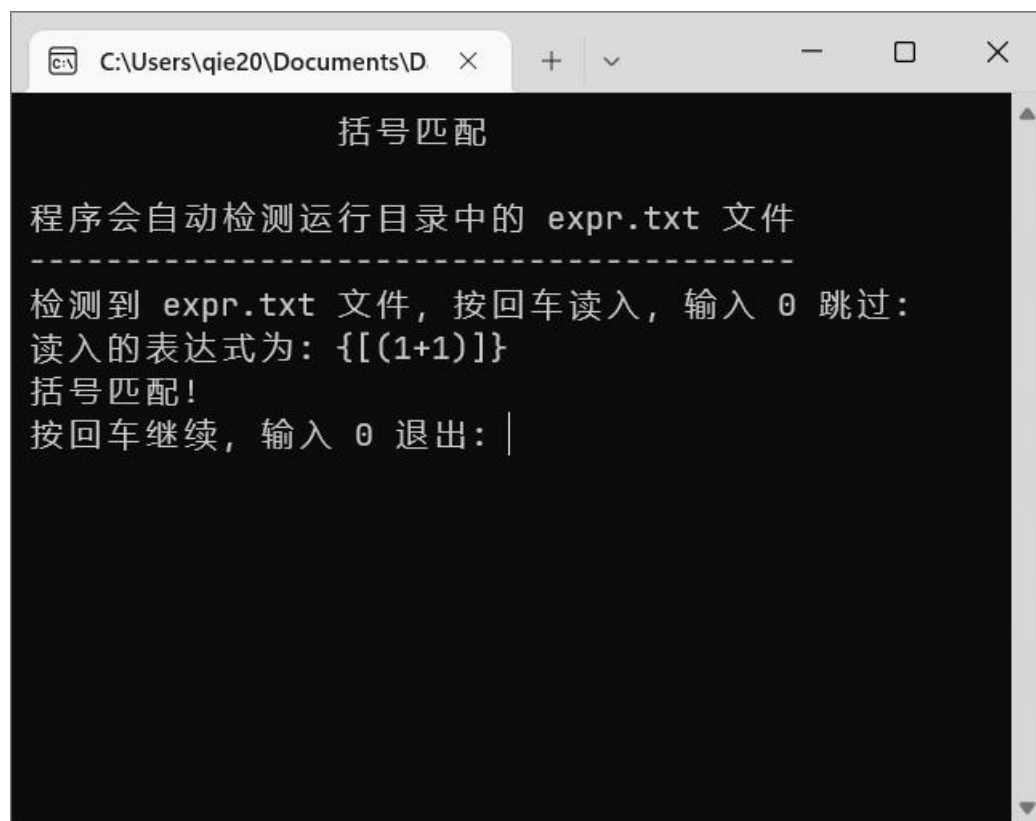 C:\Users\qie20\Documents\D
括号匹配
程序会自动检测运行目录中的 expr.txt 文件
----------------------------------------
检测到 expr.txt 文件, 按回车读入, 输入 0 跳过:
读入的表达式为: {[(1+1)]}
括号匹配!
按回车继续, 输入 0 退出: